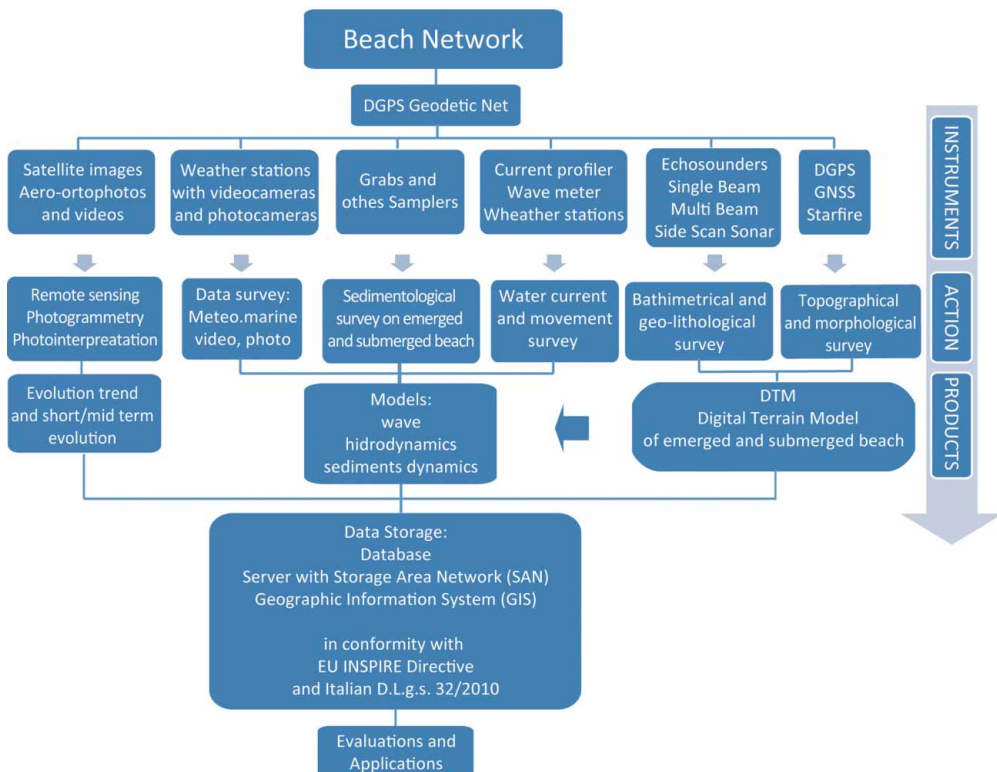 Beach Network
DGPS Geodetic Net
Satellite images
Aero-ortophotos
and videos
Weather stations
with videocameras
and photocameras
Grabs and
othes Samplers
Current profiler
Wave meter
Wheather stations
Echosounders
Single Beam
Multi Beam
Side Scan Sonar
DGPS
GNSS
Starfire
INSTRUMENTS
Remote sensing
Photogrammetry
Photointerpreatation
Data survey:
Meteo.marine
video, photo
Sedimentological
survey on emerged
and submerged beach
Water current
and movement
survey
Bathimetrical and
geo-lithological
survey
Topographical
and morphological
survey
ACTION
Evolution trend
and short/mid term
evolution
Models:
wave
hidrodynamics
sediments dynamics
DTM
Digital Terrain Model
of emerged and submerged beach
PRODUCTS
Data Storage:
Database
Server with Storage Area Network (SAN)
Geographic Information System (GIS)
in conformity with
EU INSPIRE Directive
and Italian D.L.g.s. 32/2010
Evaluations and
Applications